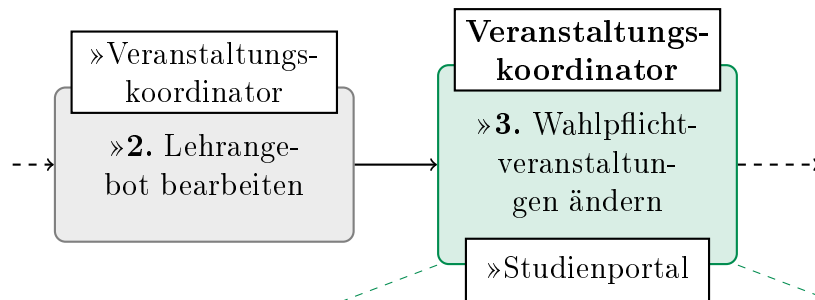 »Veranstaltungs-
koordinator
»2. Lehrange-
bot bearbeiten
Veranstaltungs-
koordinator
»3. Wahlpflicht-
veranstaltun-
gen ändern
»Studienportal